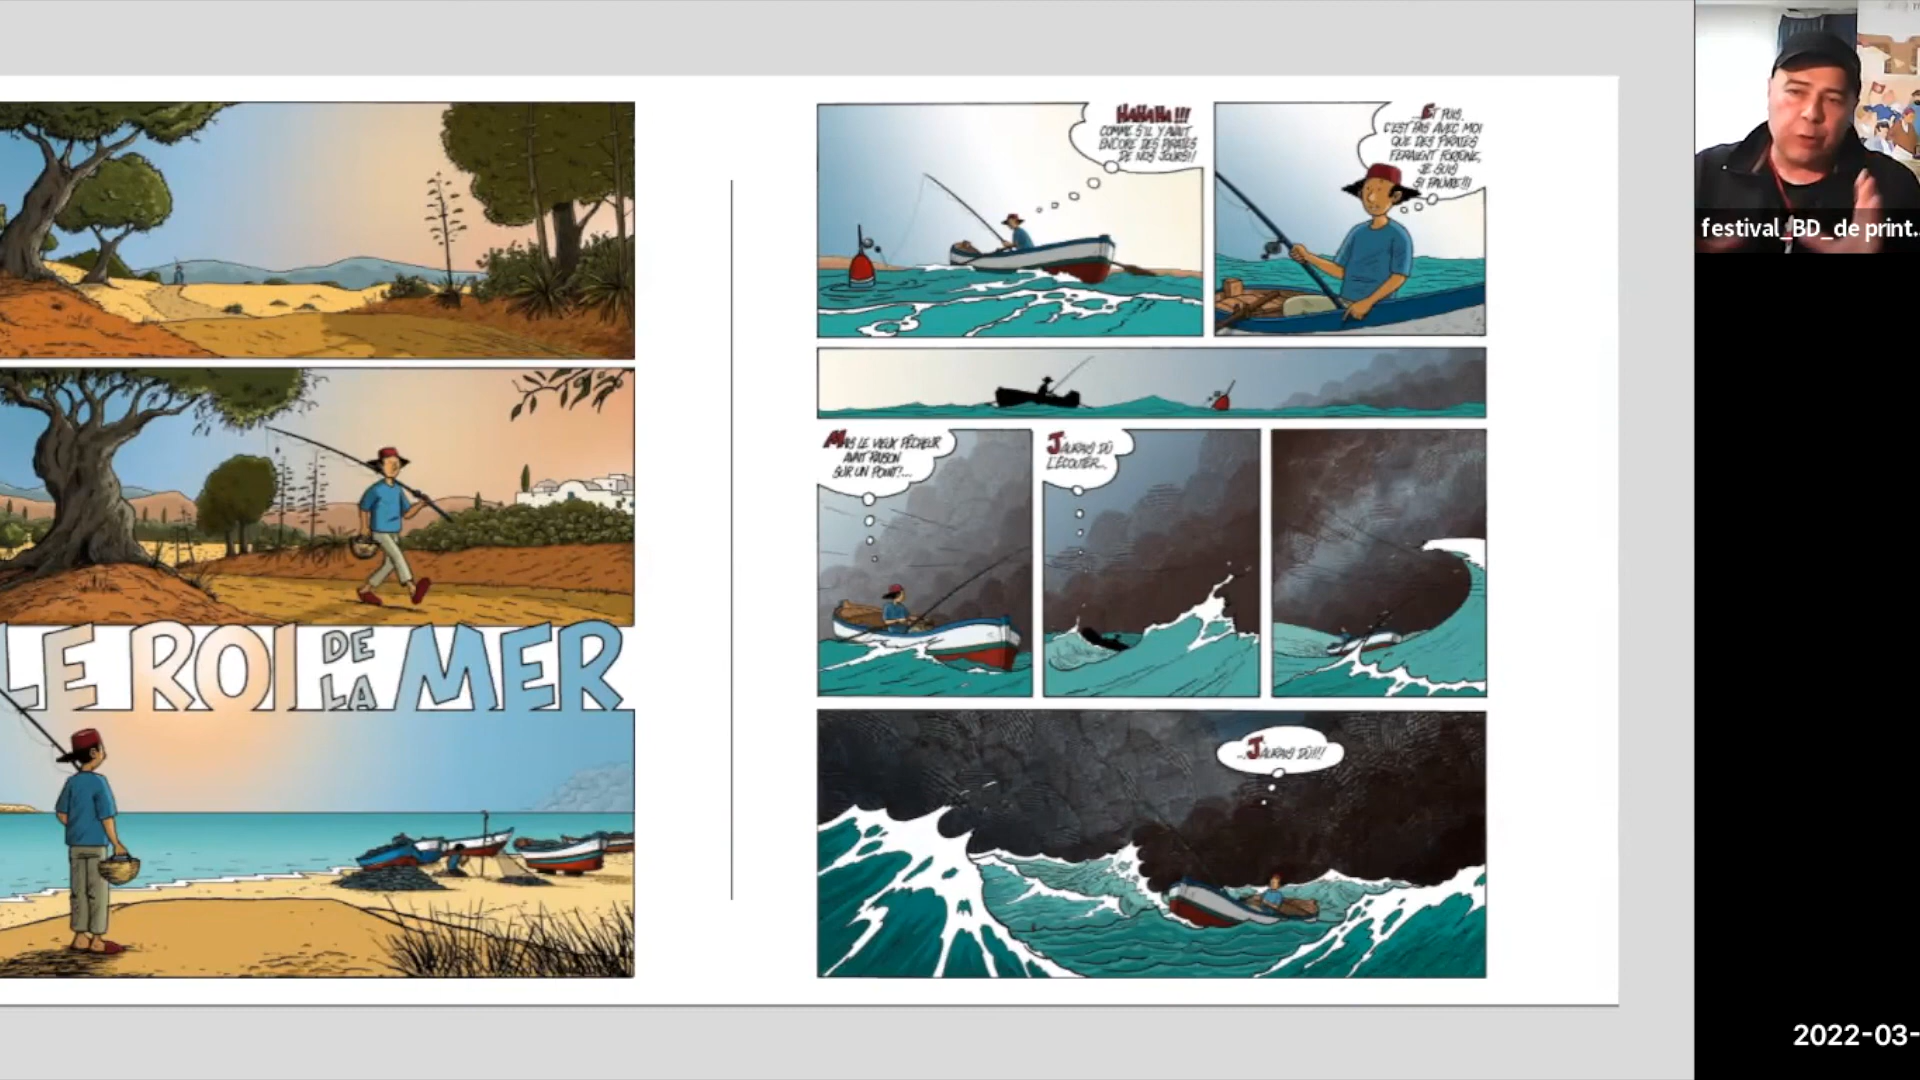 LE ROI DE LA MER
HAHAHA !!!
COMME S'IL Y AVAIT
ENCORE DES PIRATES
DE NOS JOURS!!
...ET PUIS,
C'EST PAS AVEC MOI
QUE DES PIRATES
FERAIENT FORTUNE,
JE SUIS
SI PAUVRE!!!
MAIS LE VIEUX PÊCHEUR
AVAIT RAISON
SUR UN POINT!...
J'AURAIS DÛ
L'ÉCOUTER...
...J'AURAIS DÛ!!!
festival_BD_de print...
2022-03-